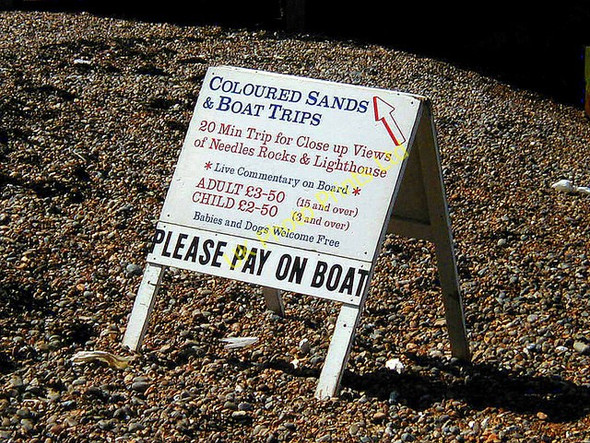 COLOURED SANDS
& BOAT TRIPS
20 Min Trip for Close up Views
of Needles Rocks & Lighthouse
* Live Commentary on Board *
ADULT £3-50 (15 and over)
CHILD £2-50 (3 and over)
Babies and Dogs Welcome Free
PLEASE PAY ON BOAT